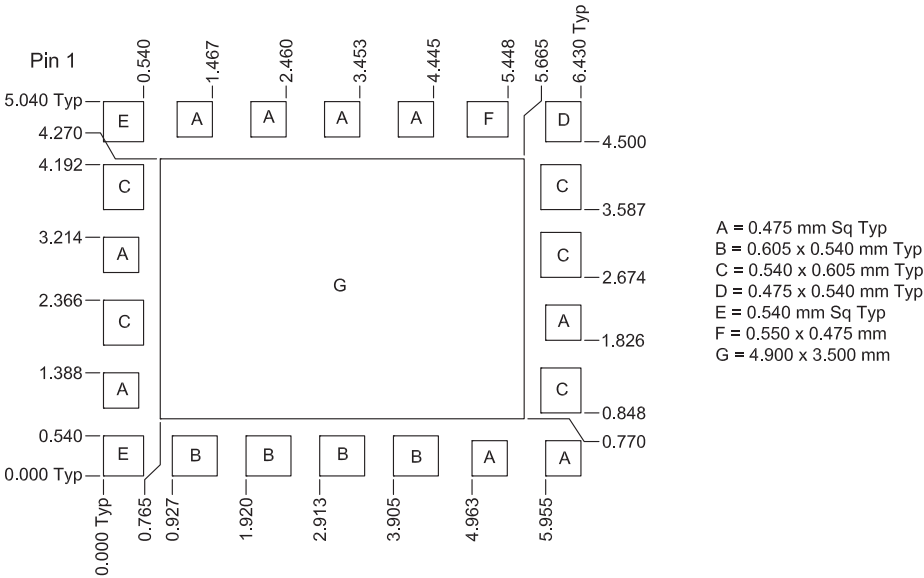 Pin 1
0.540
1.467
2.460
3.453
4.445
5.448
5.665
6.430 Typ
5.040 Typ
E
A
A
A
A
F
D
4.270
4.500
4.192
C
C
3.587
3.214
A
C
2.674
G
2.366
C
A
1.826
1.388
A
C
0.848
0.770
0.540
E
B
B
B
B
A
A
0.000 Typ
0.000 Typ
0.765
0.927
1.920
2.913
3.905
4.963
5.955
A = 0.475 mm Sq Typ
B = 0.605 x 0.540 mm Typ
C = 0.540 x 0.605 mm Typ
D = 0.475 x 0.540 mm Typ
E = 0.540 mm Sq Typ
F = 0.550 x 0.475 mm
G = 4.900 x 3.500 mm